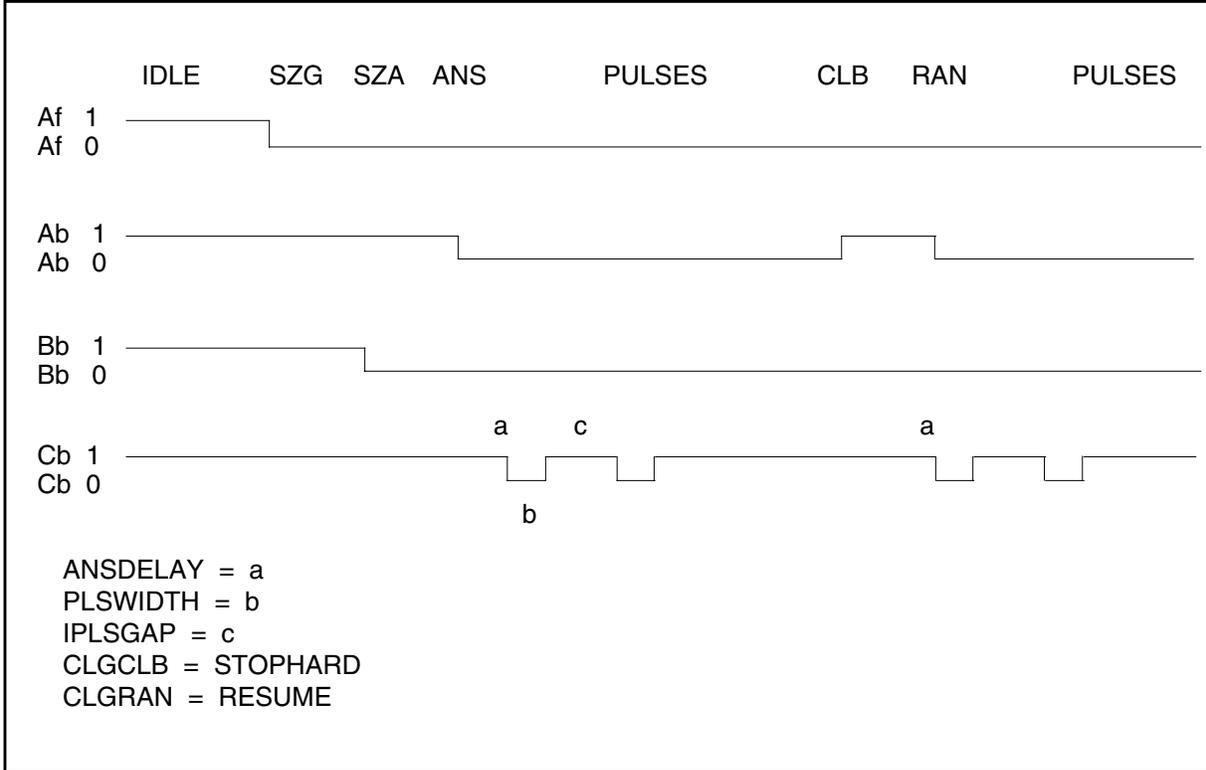 IDLE SZG SZA ANS PULSES CLB RAN PULSES
Af 1
Af 0
Ab 1
Ab 0
Bb 1
Bb 0
a c a
Cb 1
Cb 0
b
ANSDELAY = a
PLSWIDTH = b
IPLSGAP = c
CLGCLB = STOPHARD
CLGRAN = RESUME